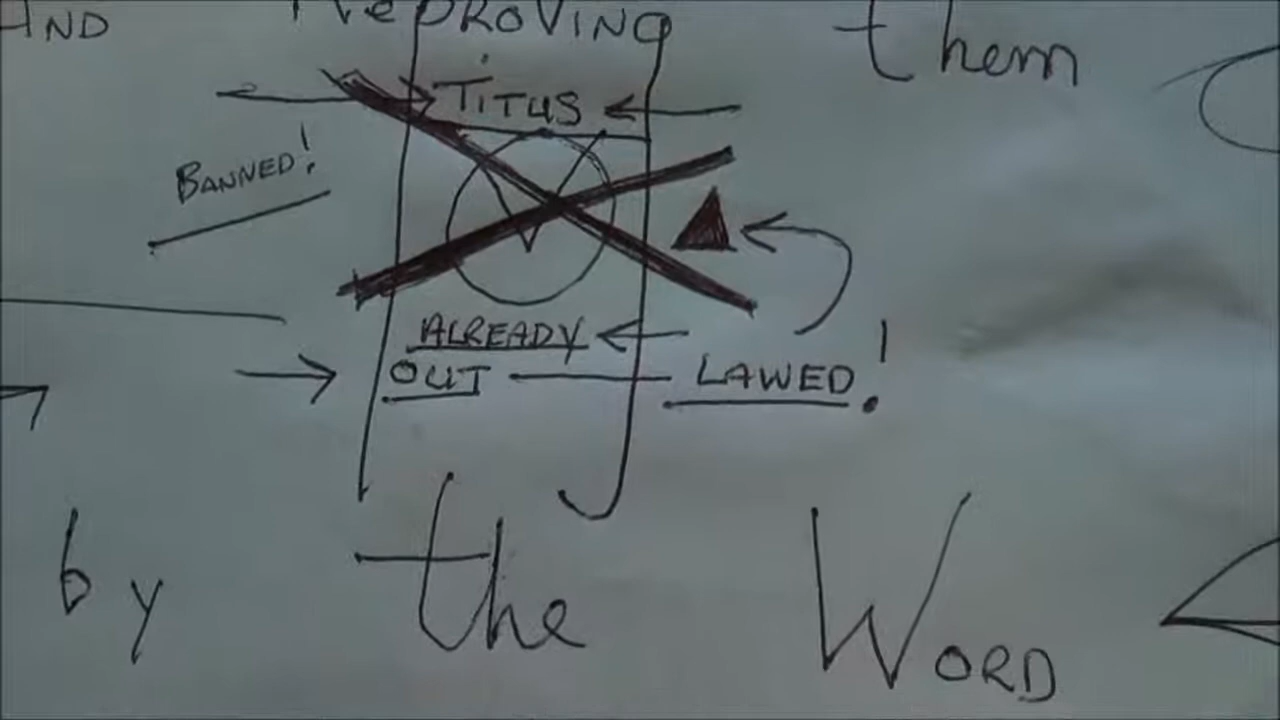 AND Reproving them
TiTUS
BANNED!
ALREADY
OUT — LAWED!
by the WORD